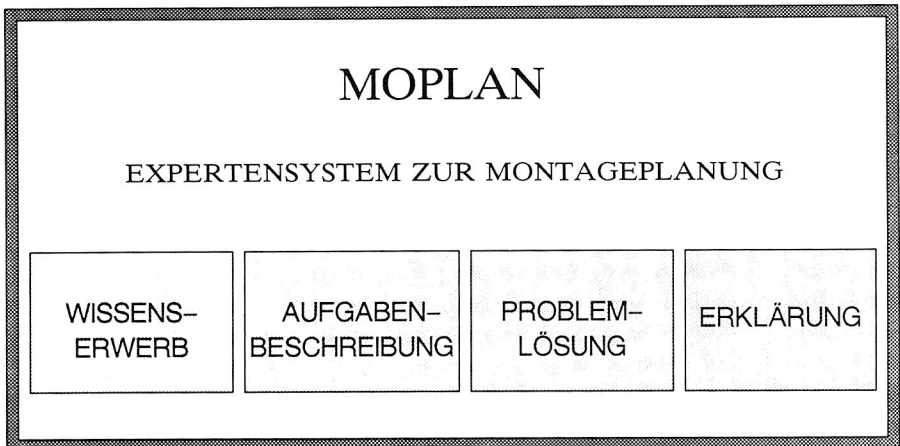 MOPLAN
EXPERTENSYSTEM ZUR MONTAGEPLANUNG
WISSENS–
ERWERB
AUFGABEN–
BESCHREIBUNG
PROBLEM–
LÖSUNG
ERKLÄRUNG